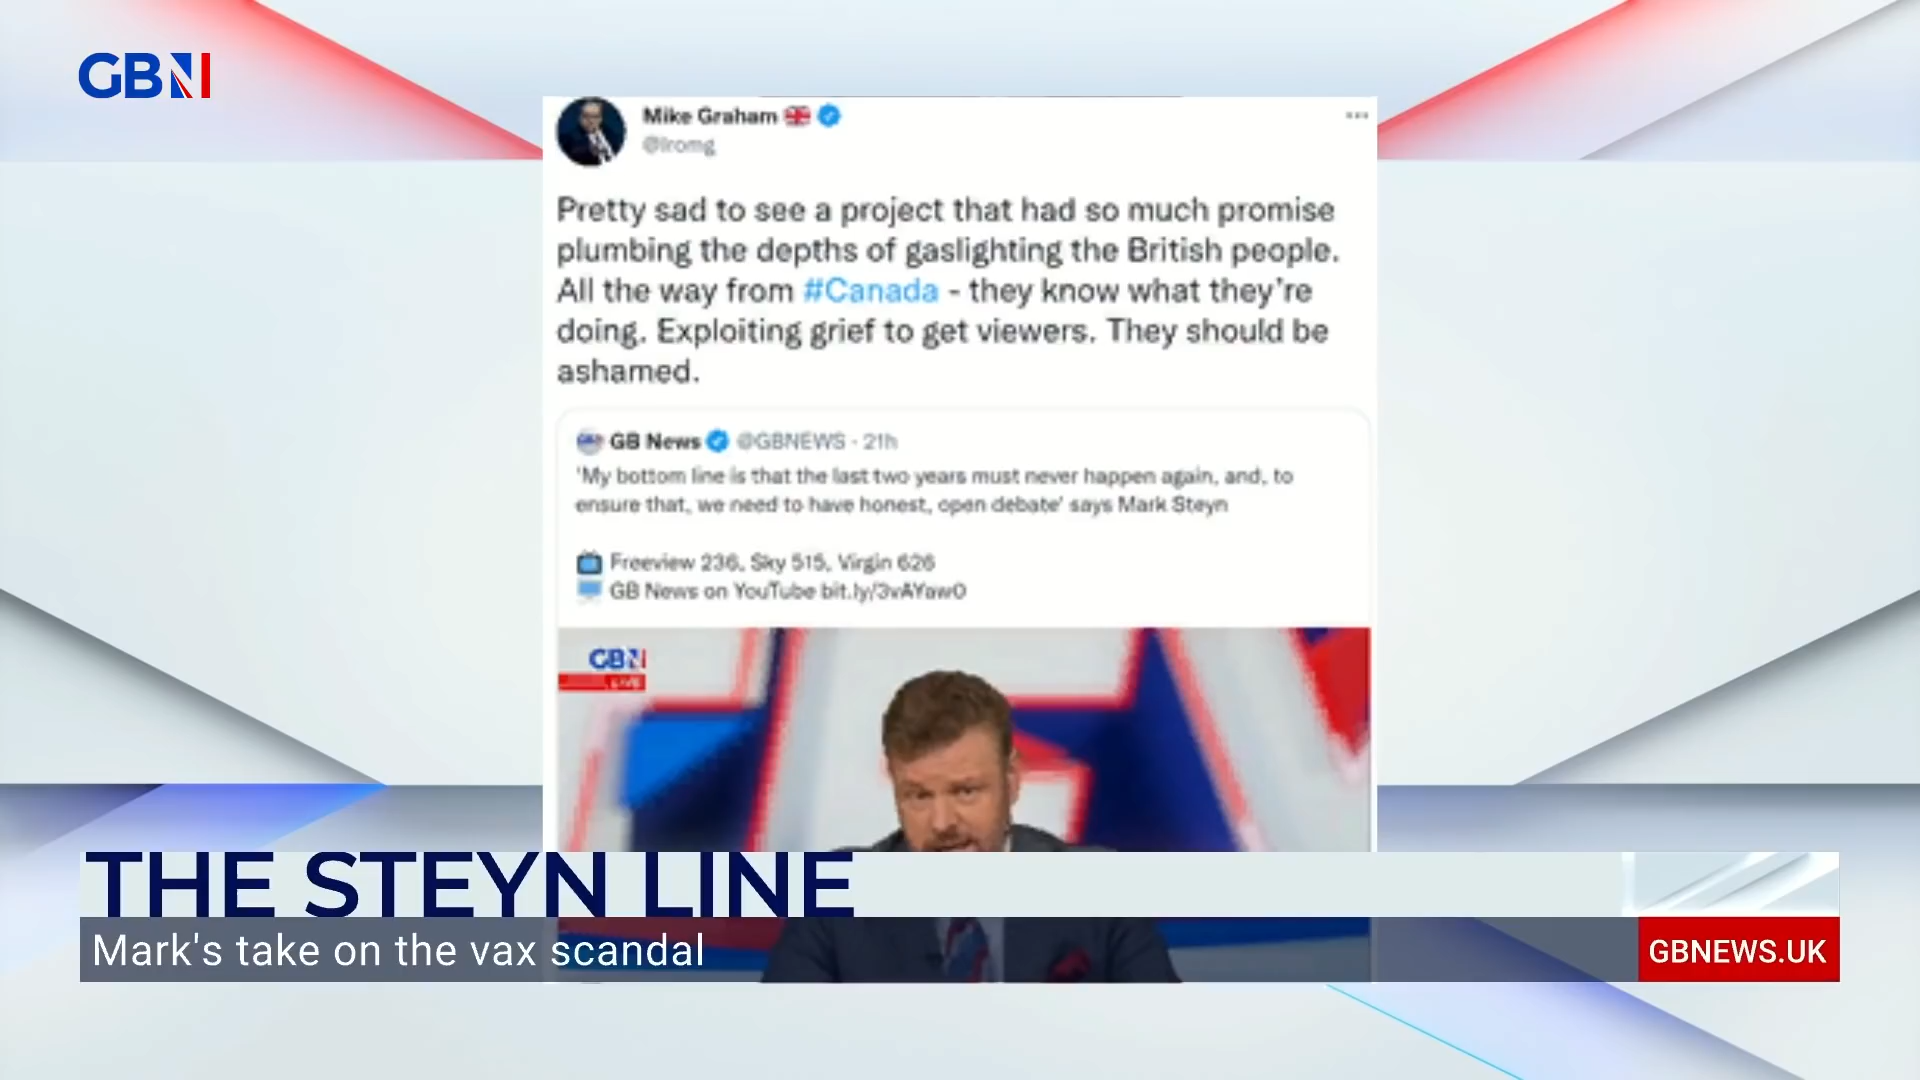 GBN
Mike Graham
@Iromg
Pretty sad to see a project that had so much promise
plumbing the depths of gaslighting the British people.
All the way from #Canada - they know what they're
doing. Exploiting grief to get viewers. They should be
ashamed.
GB News @GBNEWS · 21h
'My bottom line is that the last two years must never happen again, and, to
ensure that, we need to have honest, open debate' says Mark Steyn
Freeview 236, Sky 515, Virgin 626
GB News on YouTube bit.ly/3vAYaw0
GBN
LIVE
THE STEYN LINE
Mark's take on the vax scandal
GBNEWS.UK